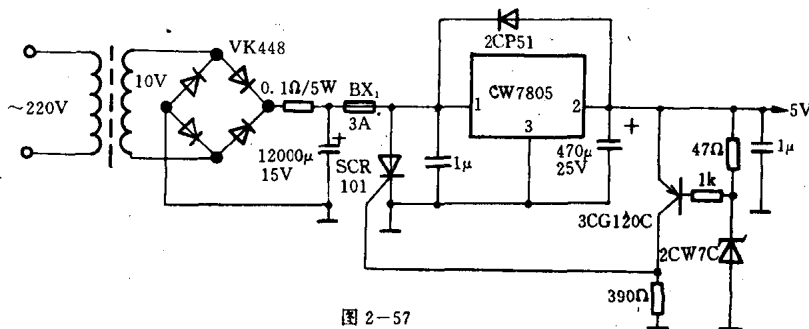 VK448
2CP51
~220V
10V
0.1Ω/5W
BX₁
3A
CW7805
1
2
3
5V
12000μ
15V
SCR
101
1μ
470μ
25V
47Ω
1μ
1k
3CG120C
2CW7C
390Ω
图 2-57